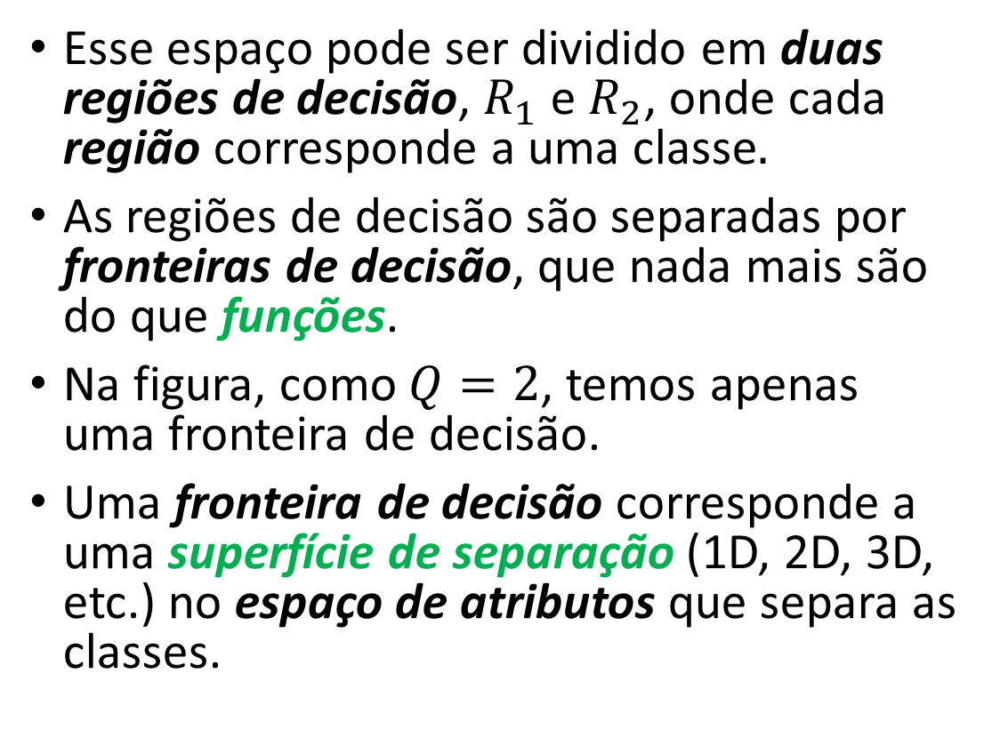 • Esse espaço pode ser dividido em duas
regiões de decisão, R₁ e R₂, onde cada
região corresponde a uma classe.
• As regiões de decisão são separadas por
fronteiras de decisão, que nada mais são
do que funções.
• Na figura, como Q = 2, temos apenas
uma fronteira de decisão.
• Uma fronteira de decisão corresponde a
uma superfície de separação (1D, 2D, 3D,
etc.) no espaço de atributos que separa as
classes.